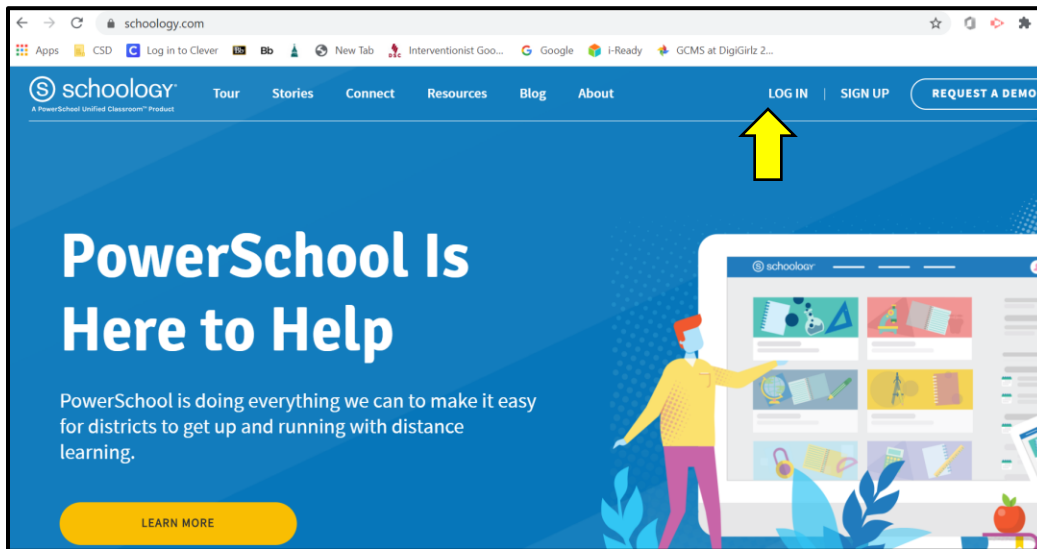 schoology.com
Apps CSD Log in to Clever Bb Bb New Tab Interventionist Goo... Google i-Ready GCMS at DigiGirlz 2...
S schoology
A PowerSchool Unified Classroom™ Product
Tour Stories Connect Resources Blog About LOG IN | SIGN UP REQUEST A DEMO
PowerSchool Is
Here to Help
PowerSchool is doing everything we can to make it easy
for districts to get up and running with distance
learning.
LEARN MORE
S schoology